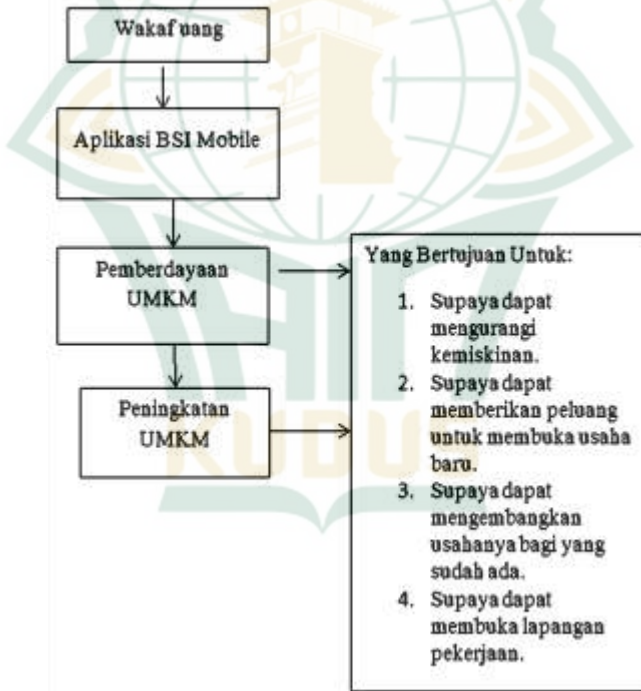 Wakaf uang
Aplikasi BSI Mobile
Pemberdayaan
UMKM
Peningkatan
UMKM
Yang Bertujuan Untuk:
1. Supaya dapat
mengurangi
kemiskinan.
2. Supaya dapat
memberikan peluang
untuk membuka usaha
baru.
3. Supaya dapat
mengembangkan
usahanya bagi yang
sudah ada.
4. Supaya dapat
membuka lapangan
pekerjaan.
KUDUS